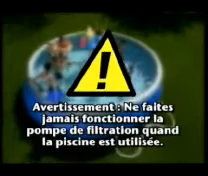 Avertissement : Ne faites
jamais fonctionner la
pompe de filtration quand
la piscine est utilisée.